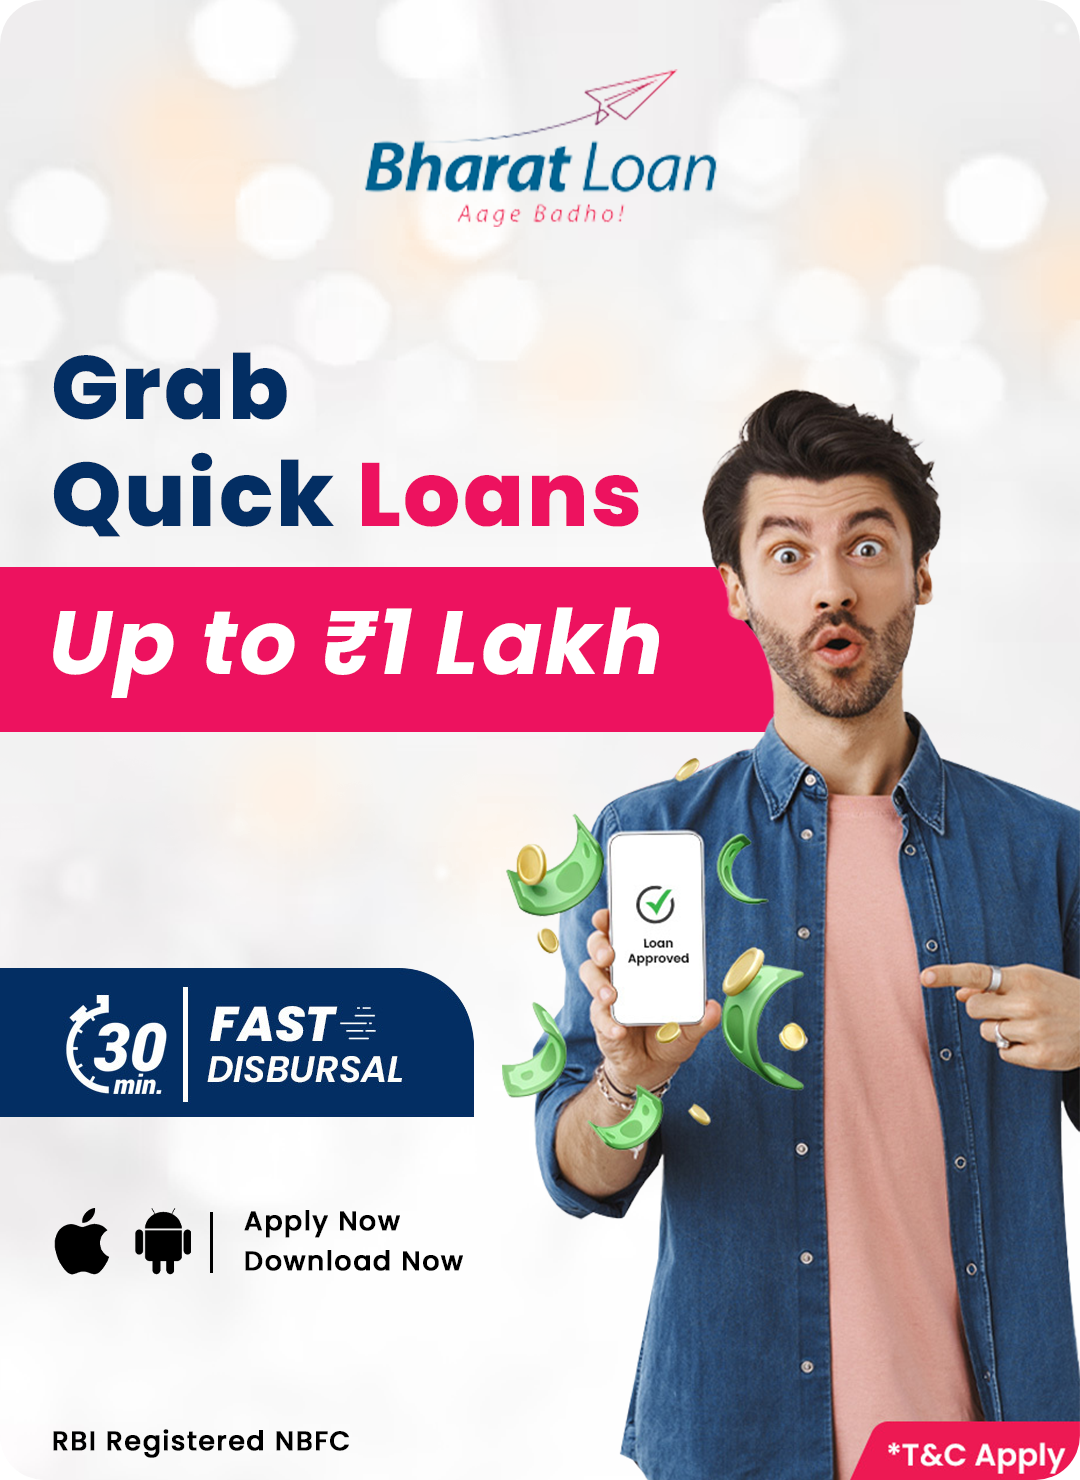 Bharat Loan
Aage Badho!
Grab
Quick Loans
Up to ₹1 Lakh
Loan
Approved
30
min.
FAST
DISBURSAL
Apply Now
Download Now
RBI Registered NBFC
*T&C Apply